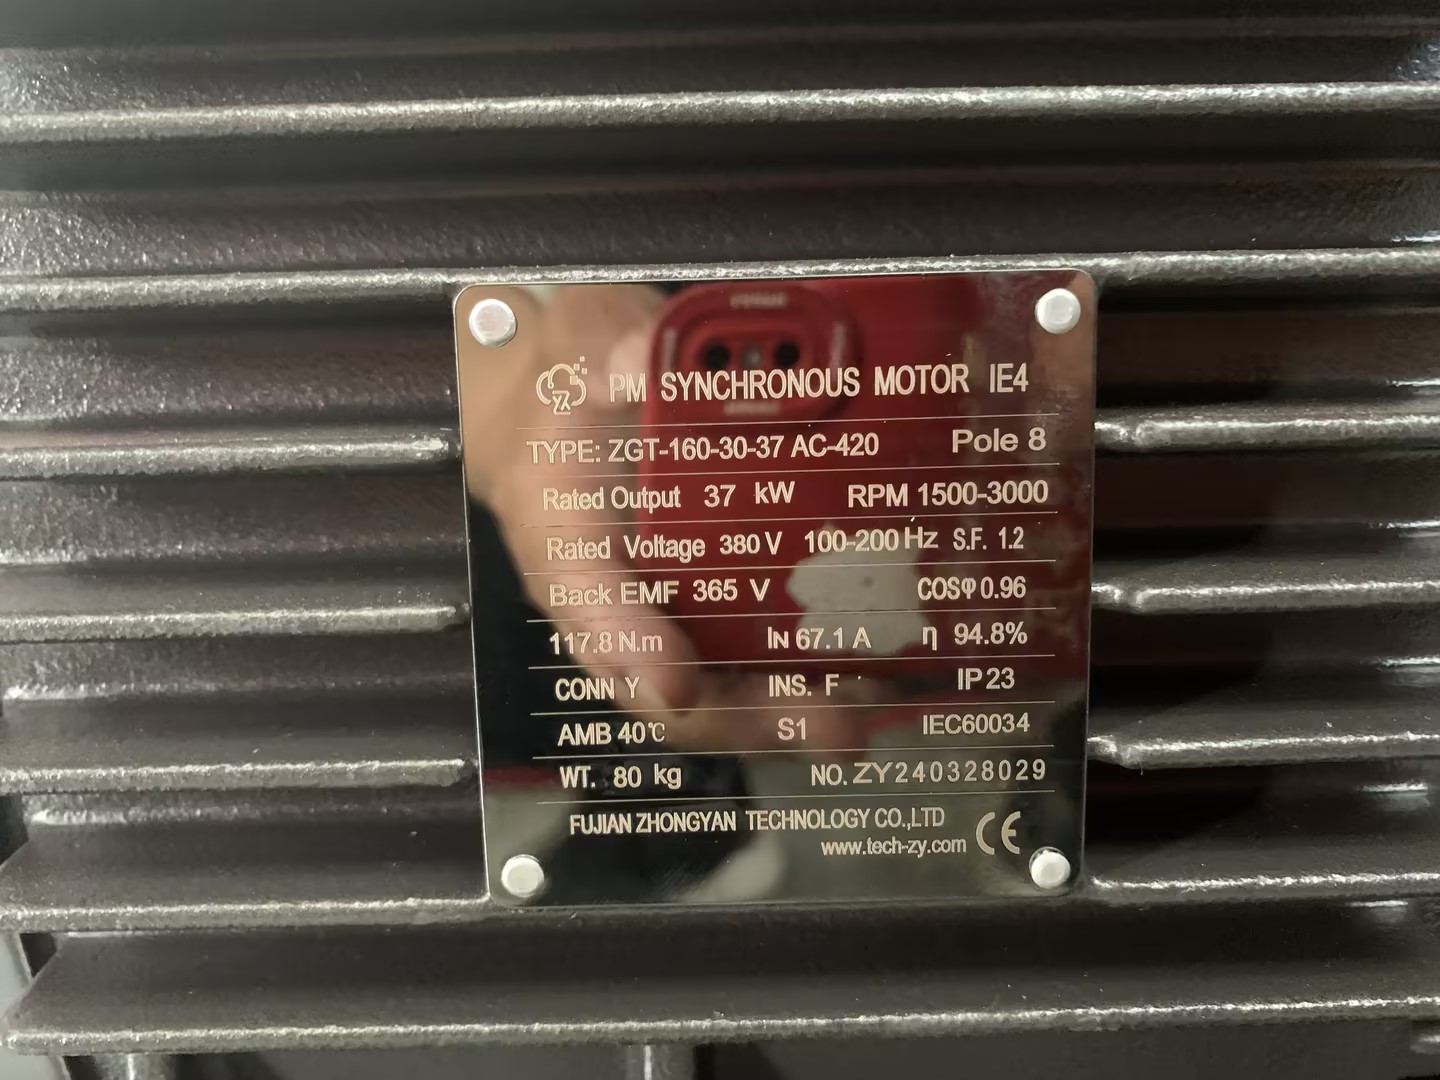 ZY PM SYNCHRONOUS MOTOR IE4
TYPE: ZGT-160-30-37 AC-420 Pole 8
Rated Output 37 kW RPM 1500-3000
Rated Voltage 380 V 100-200 Hz S.F. 1.2
Back EMF 365 V COSφ 0.96
117.8 N.m IN 67.1 A η 94.8%
CONN Y INS. F IP 23
AMB 40℃ S1 IEC60034
WT. 80 kg NO. ZY240328029
FUJIAN ZHONGYAN TECHNOLOGY CO.,LTD
www.tech-zy.com CE